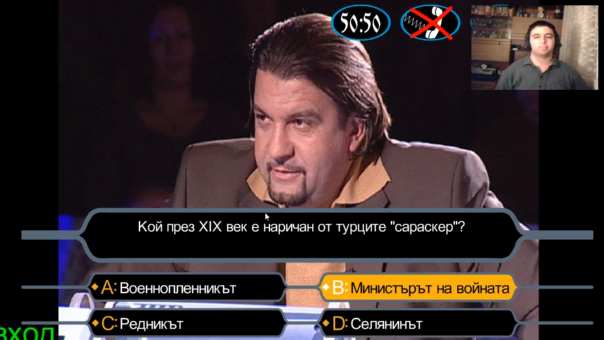 50:50
Кой през XIX век е наричан от турците "сараскер"?
A: Военнопленникът
B: Министърът на войната
C: Редникът
D: Селянинът
ВХОД